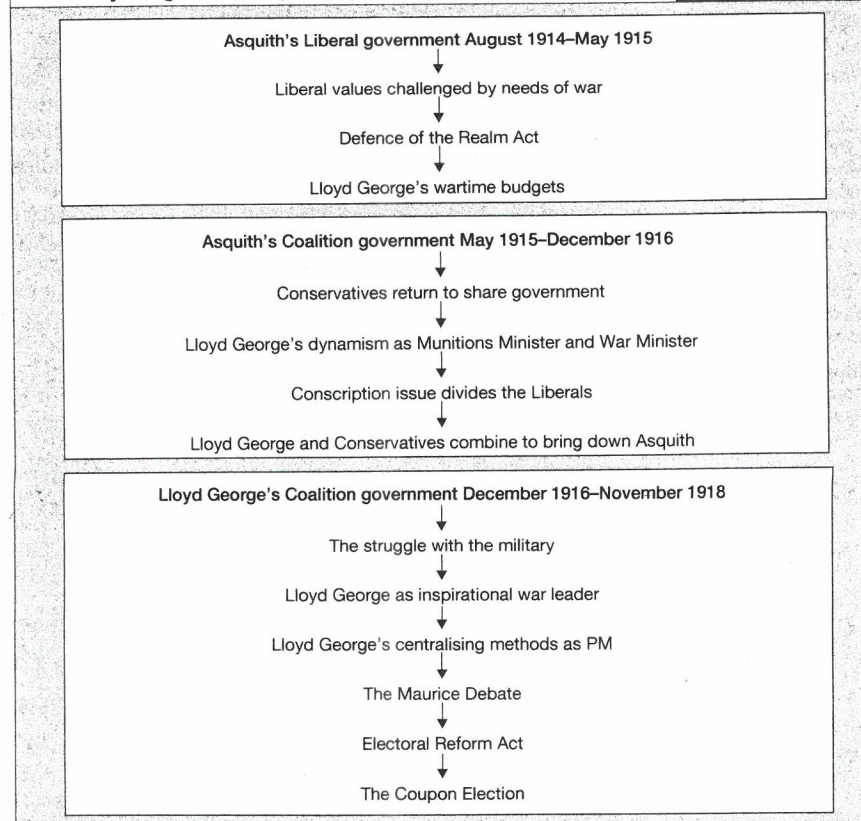 Asquith's Liberal government August 1914–May 1915
Liberal values challenged by needs of war
Defence of the Realm Act
Lloyd George's wartime budgets
Asquith's Coalition government May 1915–December 1916
Conservatives return to share government
Lloyd George's dynamism as Munitions Minister and War Minister
Conscription issue divides the Liberals
Lloyd George and Conservatives combine to bring down Asquith
Lloyd George's Coalition government December 1916–November 1918
The struggle with the military
Lloyd George as inspirational war leader
Lloyd George's centralising methods as PM
The Maurice Debate
Electoral Reform Act
The Coupon Election